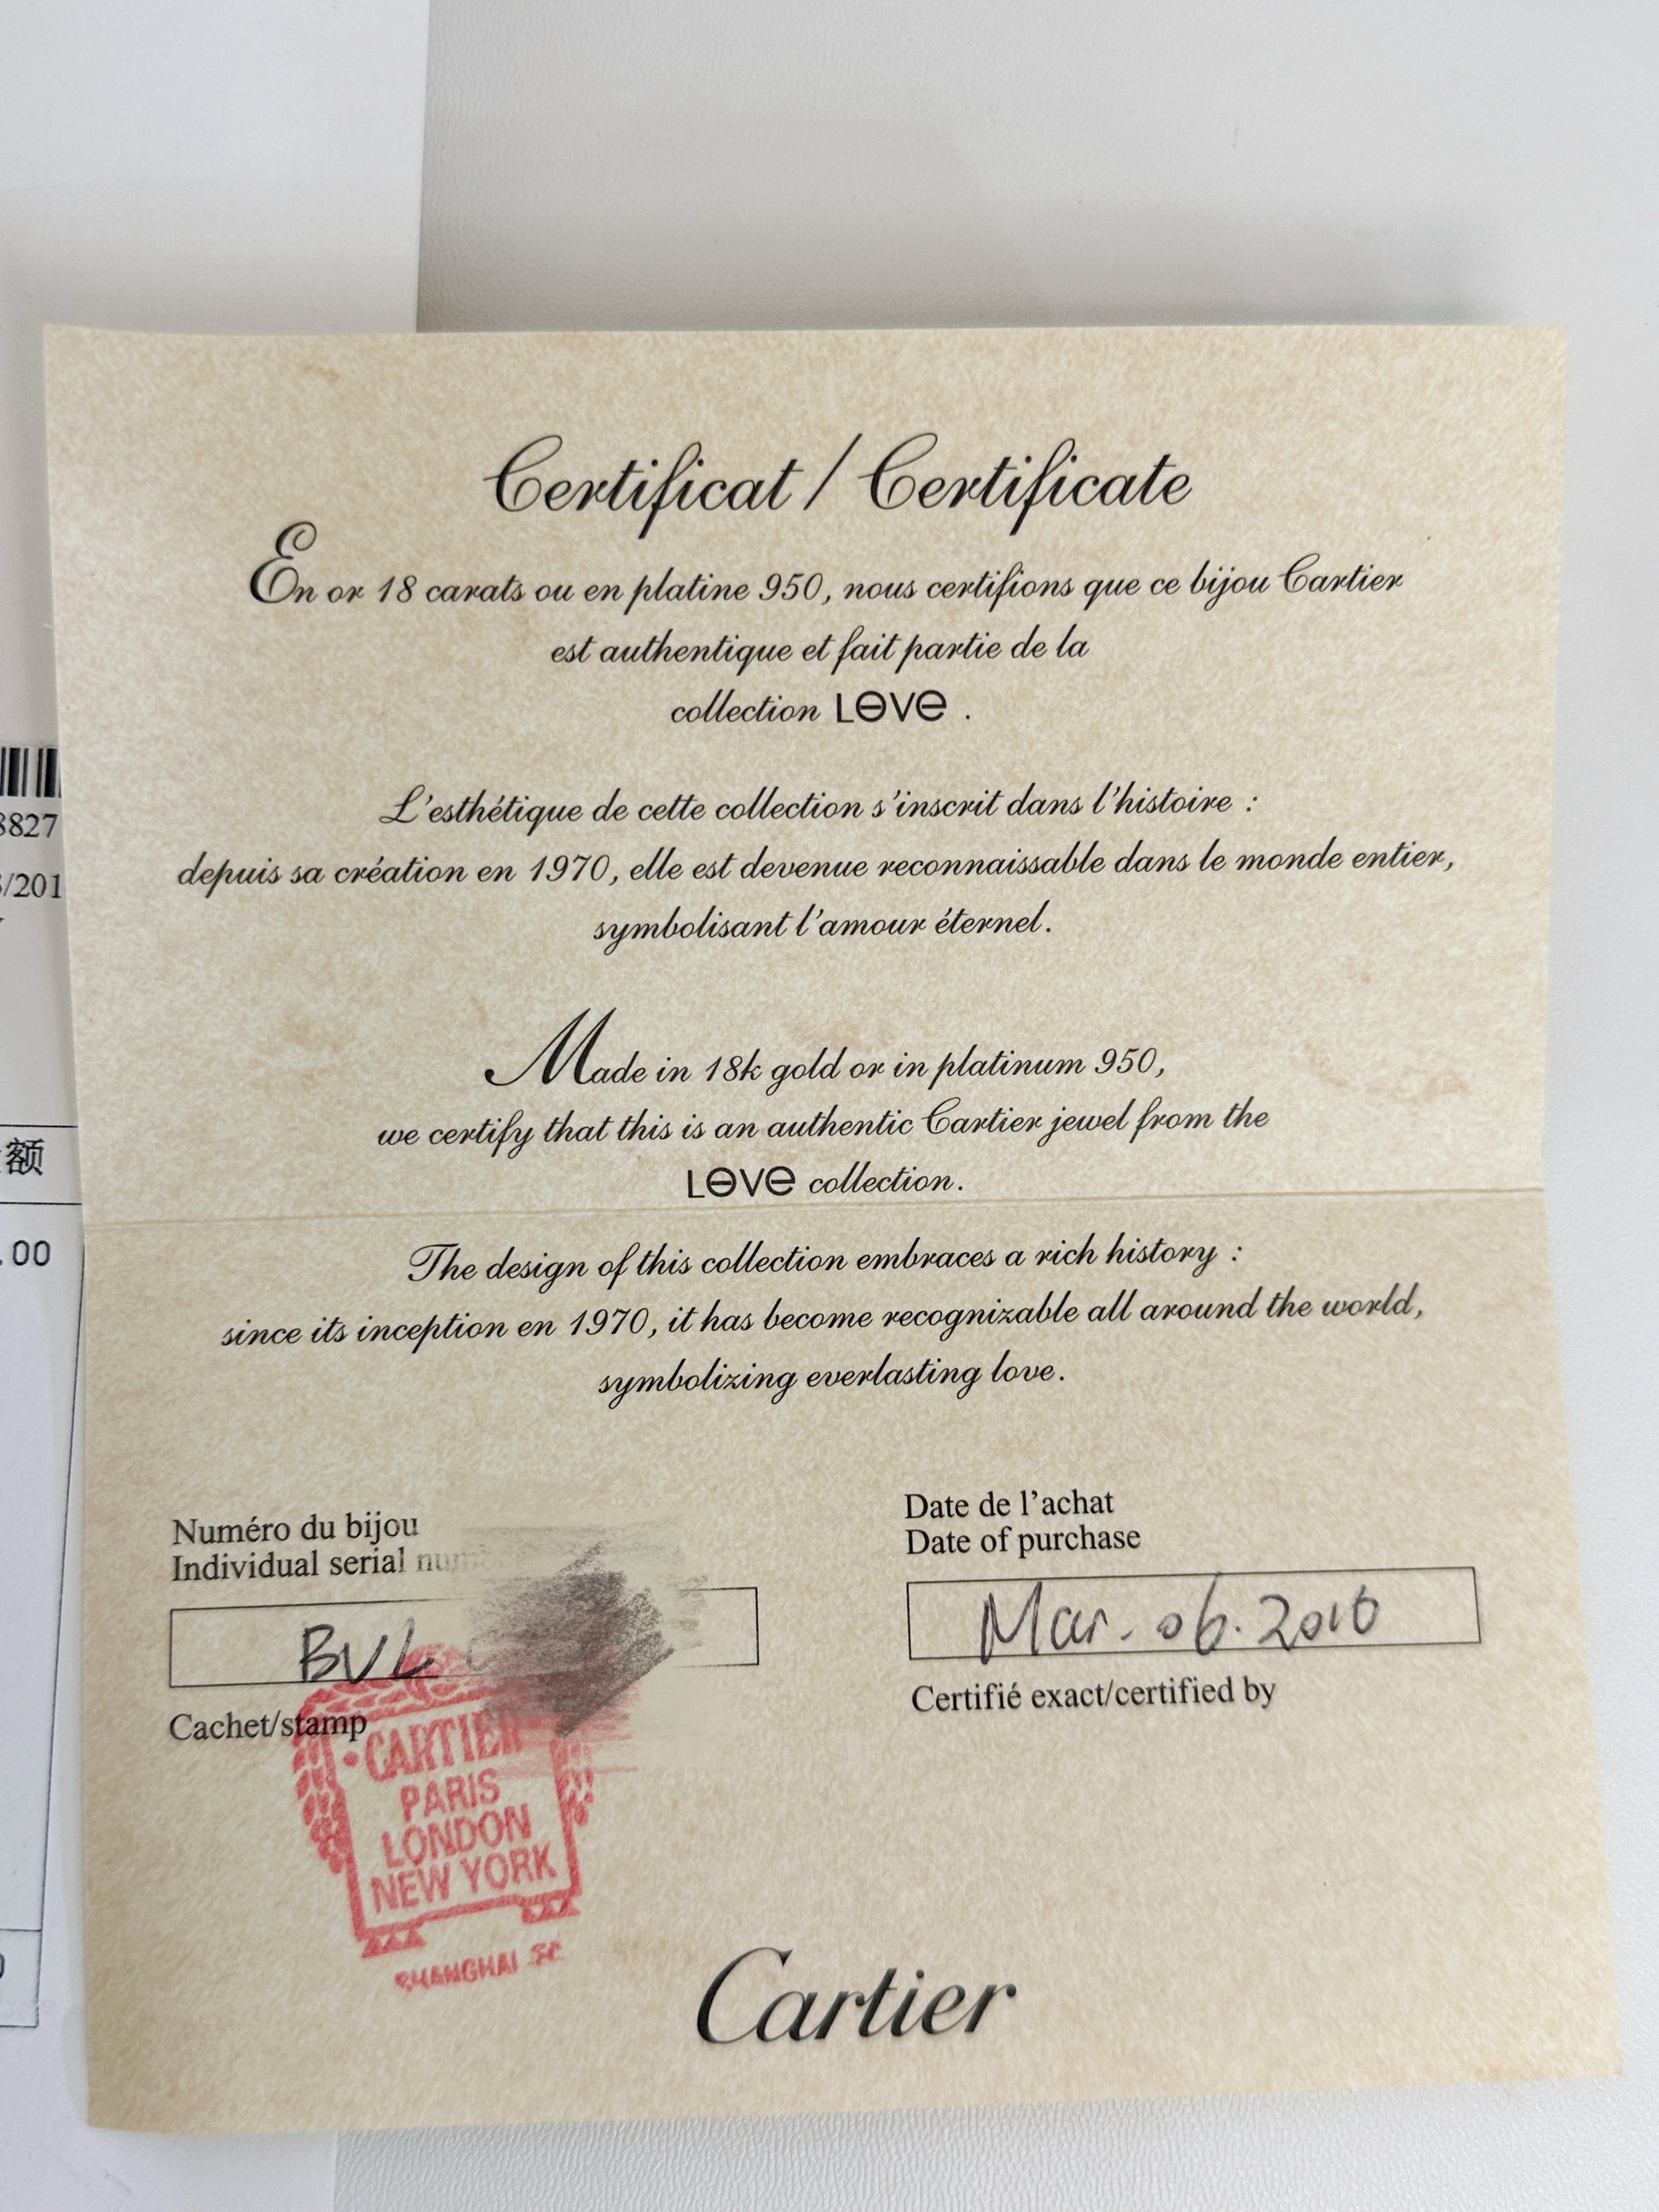 Certificat / Certificate
En or 18 carats ou en platine 950, nous certifions que ce bijou Cartier
est authentique et fait partie de la
collection LOVE .
L'esthétique de cette collection s'inscrit dans l'histoire :
depuis sa création en 1970, elle est devenue reconnaissable dans le monde entier,
symbolisant l'amour éternel.
Made in 18k gold or in platinum 950,
we certify that this is an authentic Cartier jewel from the
LOVE collection.
The design of this collection embraces a rich history :
since its inception en 1970, it has become recognizable all around the world,
symbolizing everlasting love.
Numéro du bijou
Individual serial
BVL
Date de l'achat
Date of purchase
Mar. 06. 2016
Cachet/stamp
Certifié exact/certified by
CARTIER
PARIS
LONDON
NEW YORK
SHANGHAI
Cartier
8827
/201
额
.00